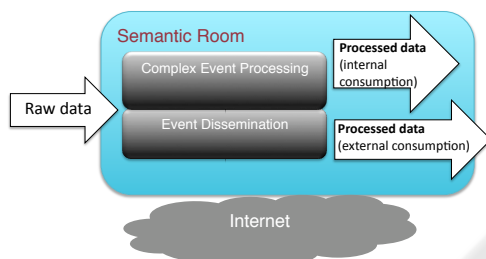 Semantic Room
Complex Event Processing
Event Dissemination
Raw data
Processed data
(internal
consumption)
Processed data
(external consumption)
Internet